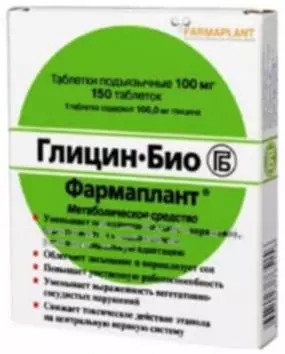 FARMAPLANT
Таблетки подъязычные 100 мг
150 таблеток
1 таблетка содержит 100,0 мг глицина
Глицин•Био ГБ
Фармаплант®
Метаболическое средство
Уменьшает
Облегчает засыпание и нормализует сон
Повышает умственную работоспособность
Уменьшает выраженность вегетативно-
сосудистых нарушений
Снижает токсическое действие этанола
на центральную нервную систему